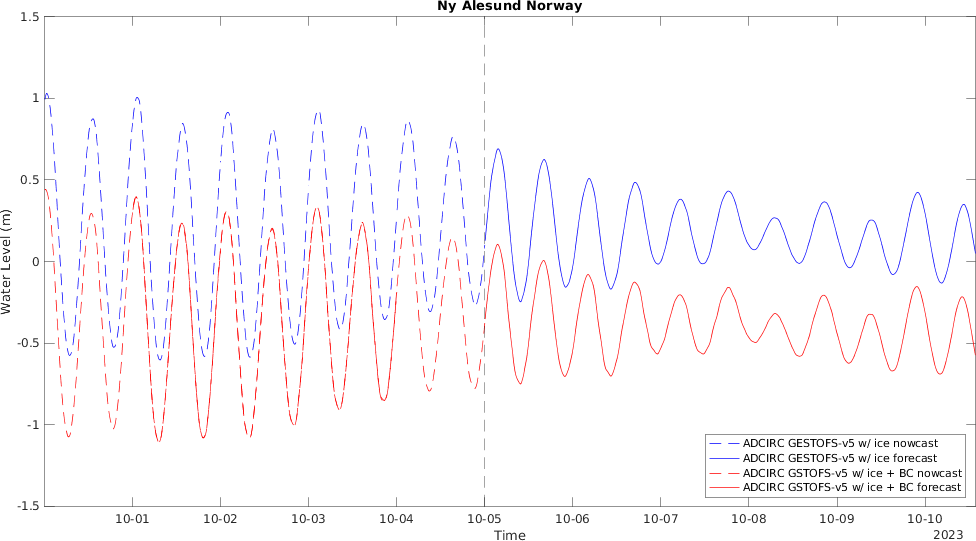 Ny Alesund Norway
1.5
1
0.5
0
-0.5
-1
-1.5
Water Level (m)
10-01 10-02 10-03 10-04 10-05 10-06 10-07 10-08 10-09 10-10
2023
Time
ADCIRC GESTOFS-v5 w/ ice nowcast
ADCIRC GESTOFS-v5 w/ ice forecast
ADCIRC GSTOFS-v5 w/ ice + BC nowcast
ADCIRC GSTOFS-v5 w/ ice + BC forecast